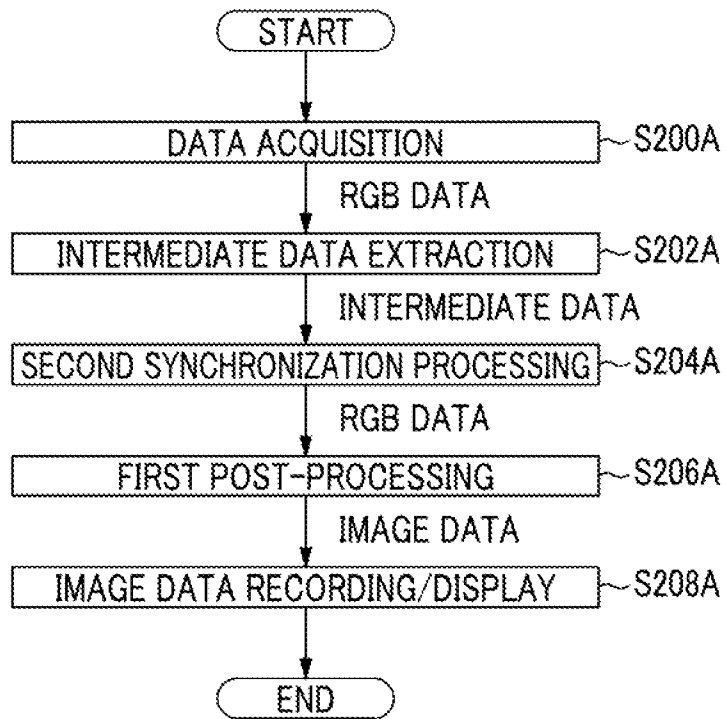 START
DATA ACQUISITION
S200A
RGB DATA
INTERMEDIATE DATA EXTRACTION
S202A
INTERMEDIATE DATA
SECOND SYNCHRONIZATION PROCESSING
S204A
RGB DATA
FIRST POST-PROCESSING
S206A
IMAGE DATA
IMAGE DATA RECORDING/DISPLAY
S208A
END